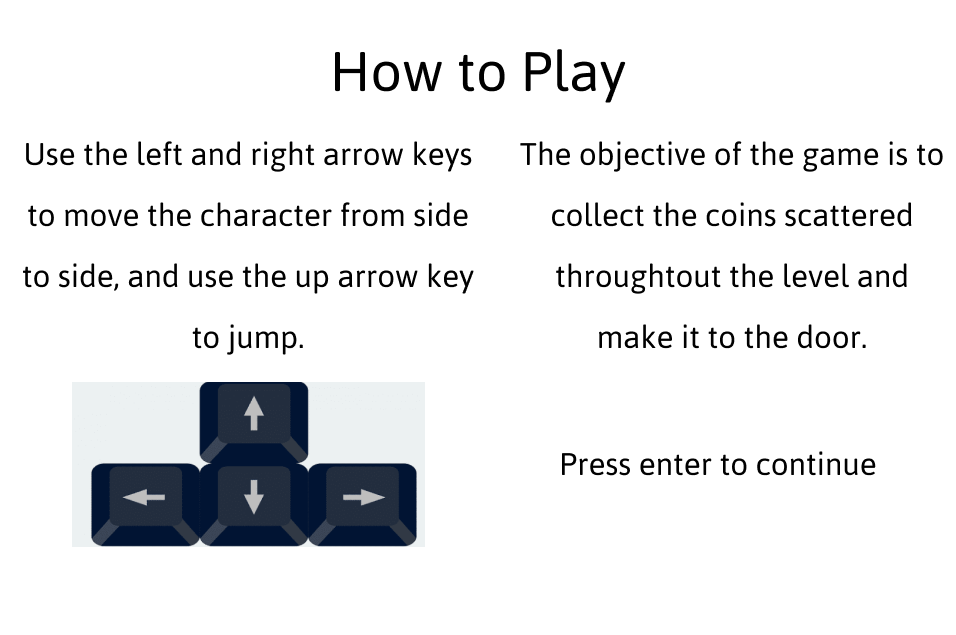 How to Play
Use the left and right arrow keys
to move the character from side
to side, and use the up arrow key
to jump.
The objective of the game is to
collect the coins scattered
throughtout the level and
make it to the door.
Press enter to continue